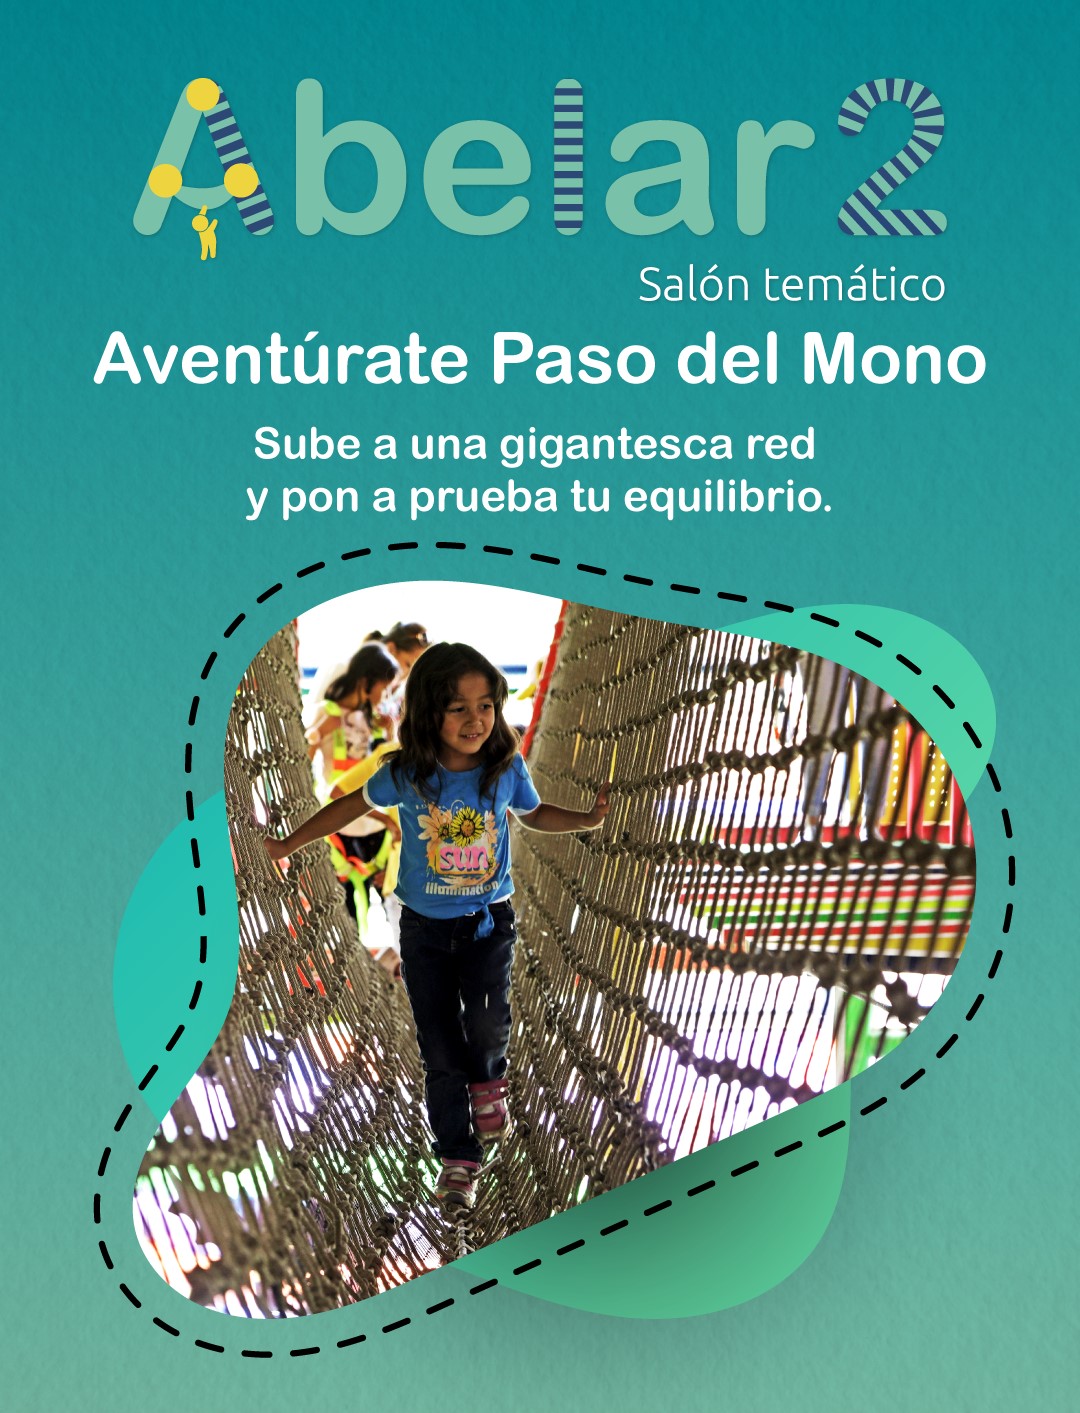 Abelar2
Salón temático
Aventúrate Paso del Mono
Sube a una gigantesca red
y pon a prueba tu equilibrio.
sun
illumination